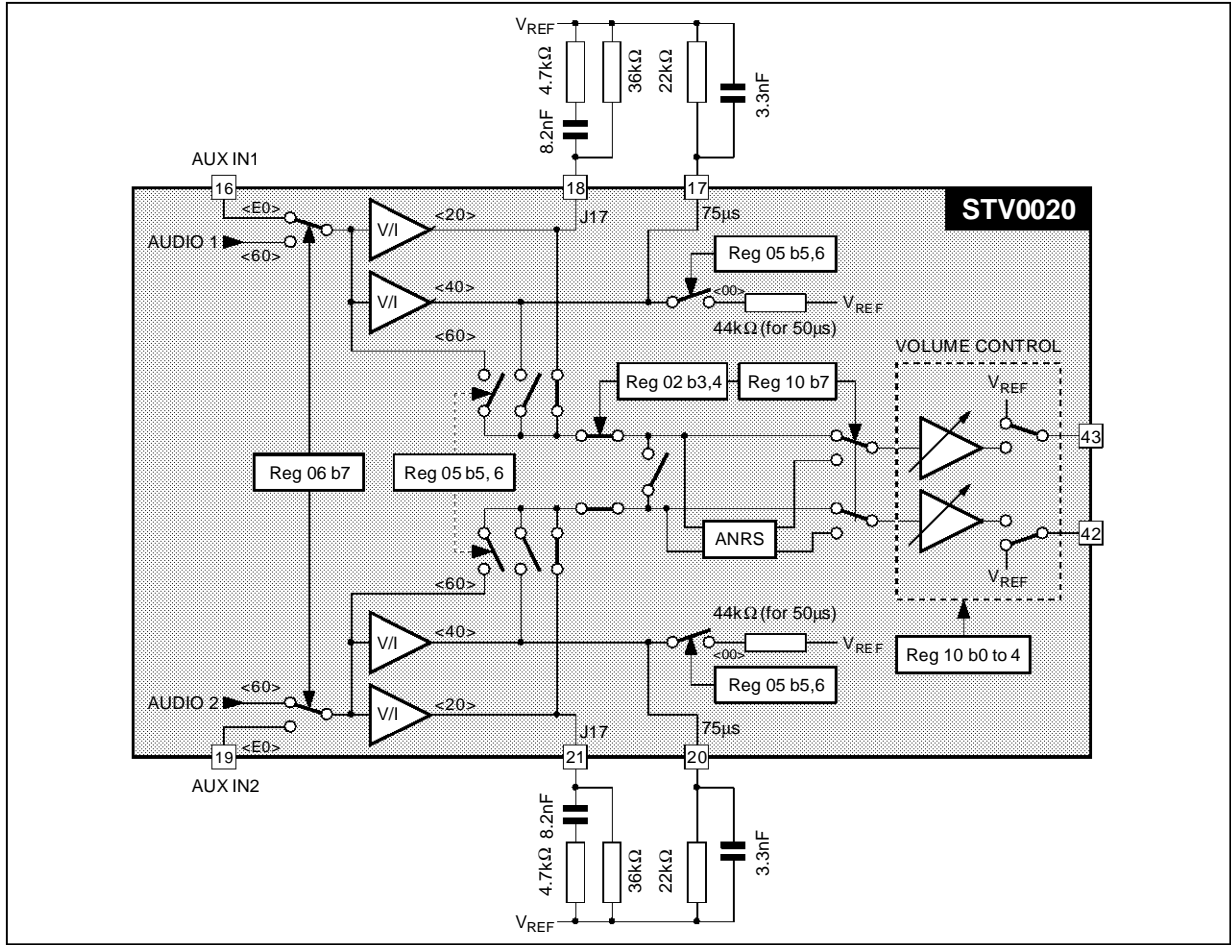 VREF
4.7kΩ
36kΩ
22kΩ
3.3nF
8.2nF
AUX IN1
16
18
17
STV0020
<E0>
<20>
J17
75µs
AUDIO 1
<60>
V/I
Reg 05 b5,6
<40>
V/I
<00>
VREF
44kΩ (for 50µs)
<60>
VOLUME CONTROL
Reg 02 b3,4
Reg 10 b7
VREF
43
Reg 06 b7
Reg 05 b5, 6
ANRS
42
VREF
<60>
44kΩ (for 50µs)
<40>
V/I
<00>
VREF
Reg 10 b0 to 4
Reg 05 b5,6
AUDIO 2
<60>
<20>
V/I
J17
75µs
<E0>
19
21
20
AUX IN2
8.2nF
4.7kΩ
36kΩ
22kΩ
3.3nF
VREF